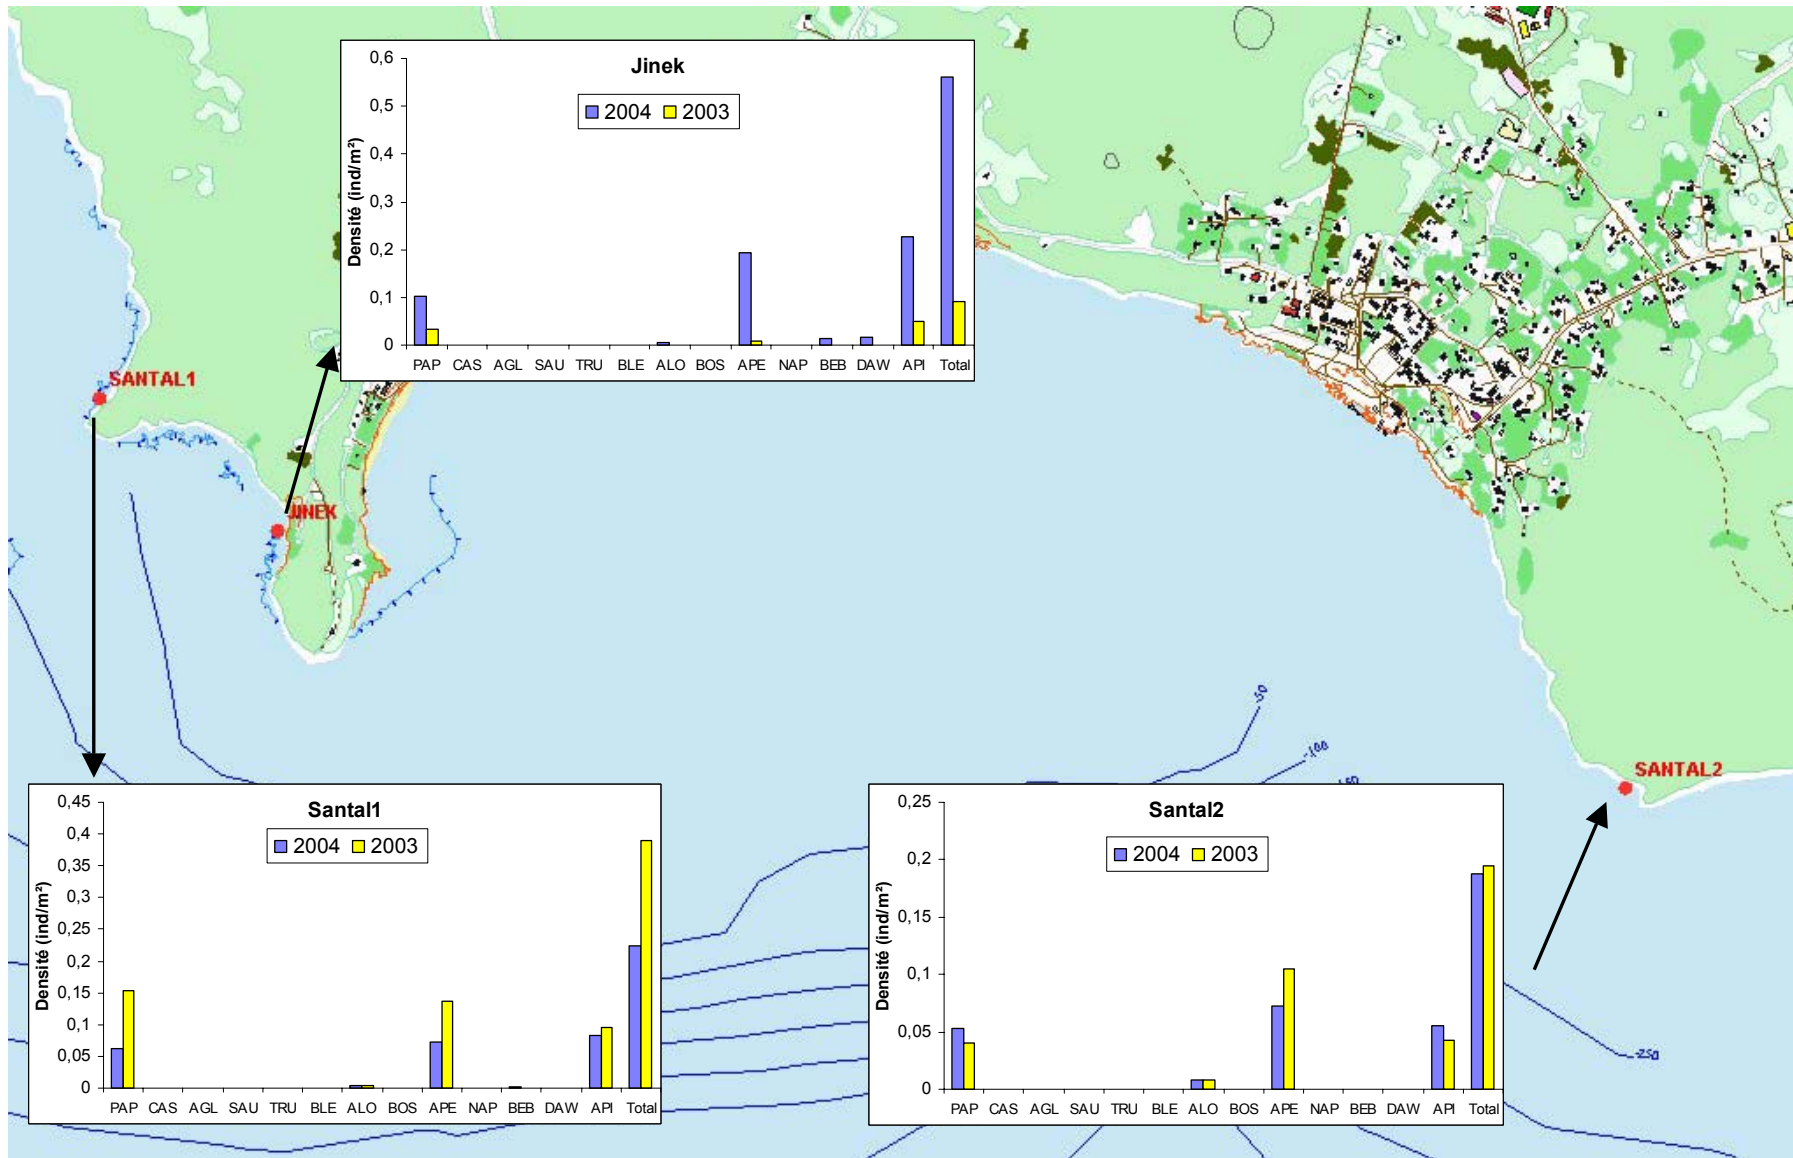 Jinek
2004 2003
Densité (ind/m²)
0,6
0,5
0,4
0,3
0,2
0,1
0
PAP CAS AGL SAU TRU BLE ALO BOS APE NAP BEB DAW API Total
SANTAL1
JINEK
SANTAL2
-50
-100
-250
Santal1
2004 2003
Densité (ind/m²)
0,45
0,4
0,35
0,3
0,25
0,2
0,15
0,1
0,05
0
PAP CAS AGL SAU TRU BLE ALO BOS APE NAP BEB DAW API Total
Santal2
2004 2003
Densité (ind/m²)
0,25
0,2
0,15
0,1
0,05
0
PAP CAS AGL SAU TRU BLE ALO BOS APE NAP BEB DAW API Total